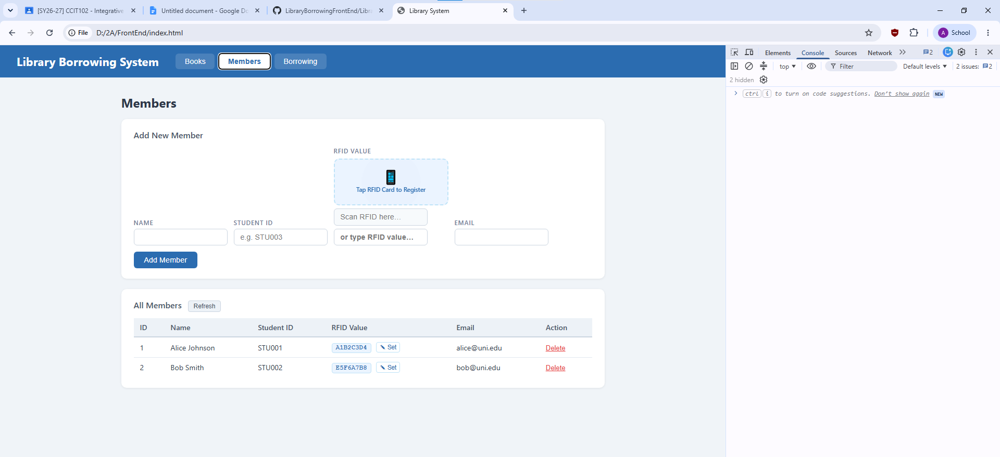 [SY26-27] CCIT102 - Integrative
Untitled document - Google Do
LibraryBorrowingFrontEnd/Libra
Library System
File
D:/2A/FrontEnd/index.html
A
School
Library Borrowing System
Books
Members
Borrowing
Elements
Console
Sources
Network
2
top
Filter
Default levels
2 issues:
2
2 hidden
ctrl i to turn on code suggestions. Don't show again NEW
Members
Add New Member
RFID VALUE
Tap RFID Card to Register
Scan RFID here...
NAME
STUDENT ID
EMAIL
e.g. STU003
or type RFID value...
Add Member
All Members
Refresh
ID Name Student ID RFID Value Email Action
1 Alice Johnson STU001 A1B2C3D4 Set alice@uni.edu Delete
2 Bob Smith STU002 E5F6A7B8 Set bob@uni.edu Delete